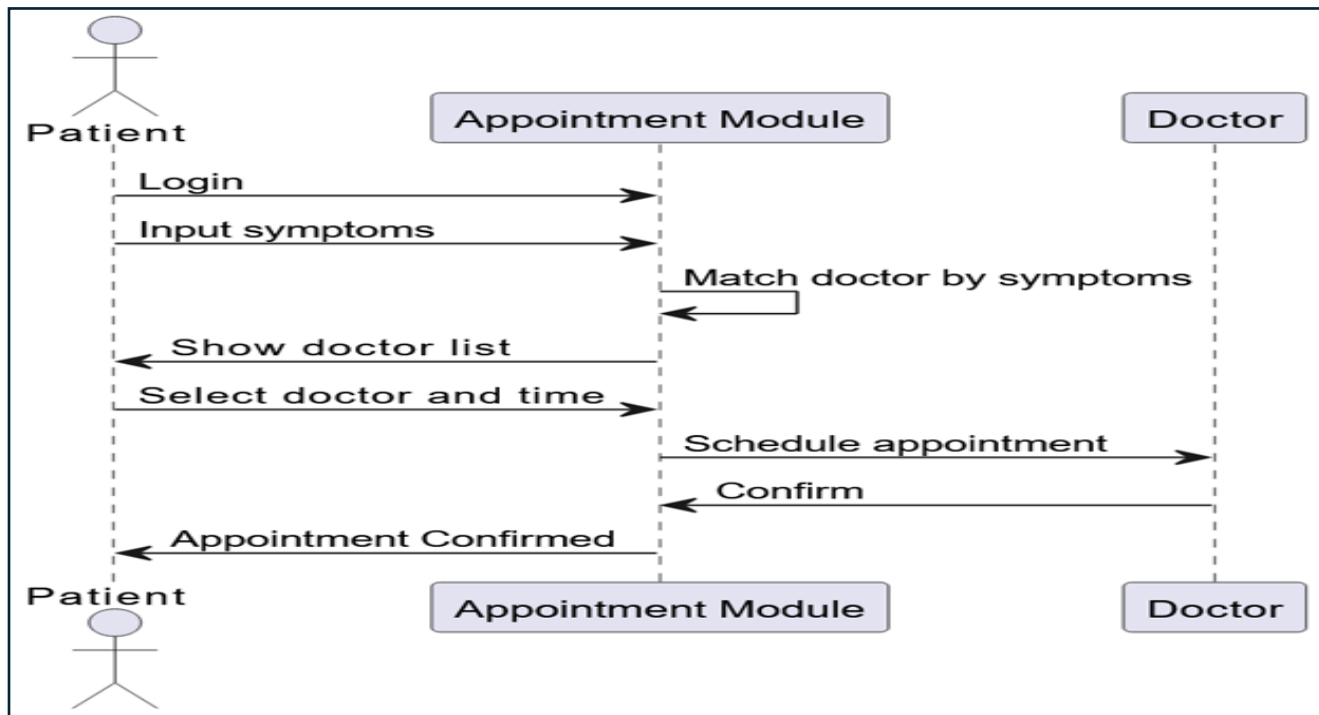 Patient
Appointment Module
Doctor
Login
Input symptoms
Match doctor by symptoms
Show doctor list
Select doctor and time
Schedule appointment
Confirm
Appointment Confirmed
Patient
Appointment Module
Doctor